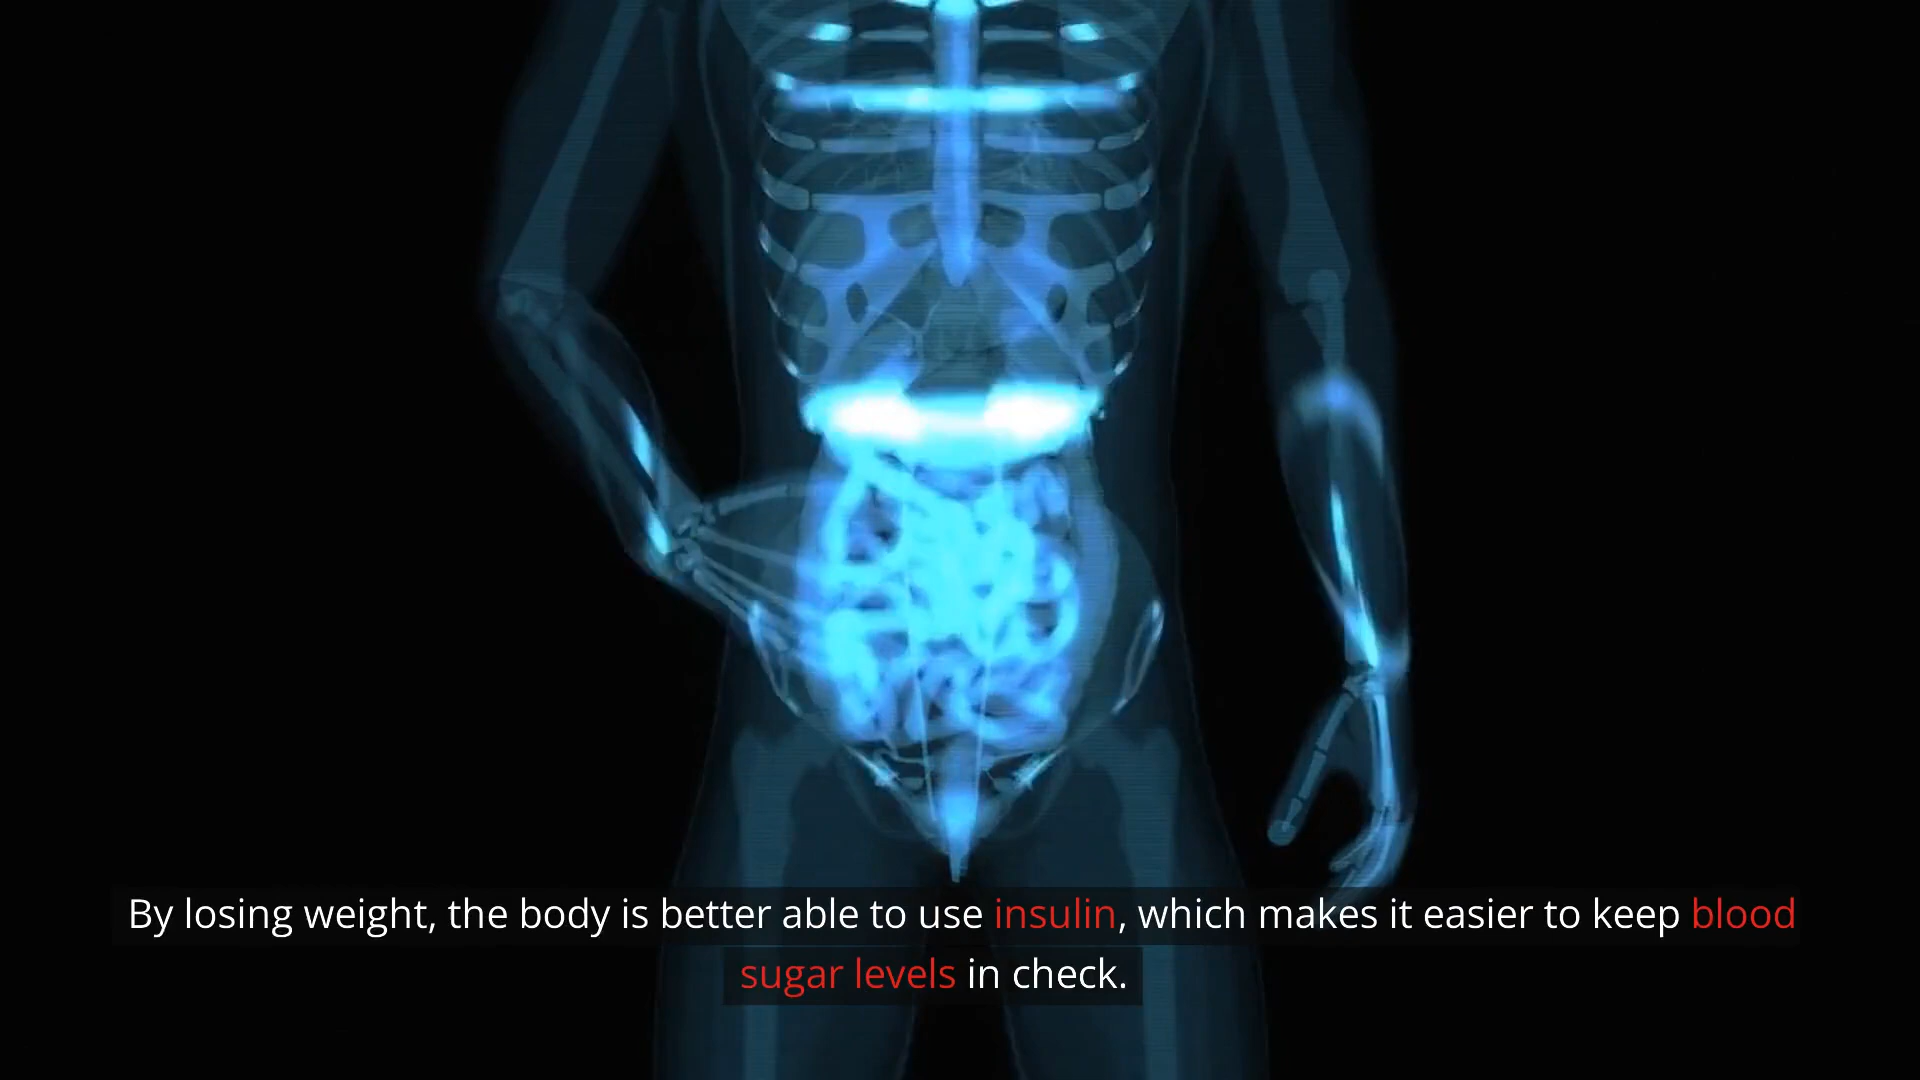 By losing weight, the body is better able to use insulin, which makes it easier to keep blood
sugar levels in check.